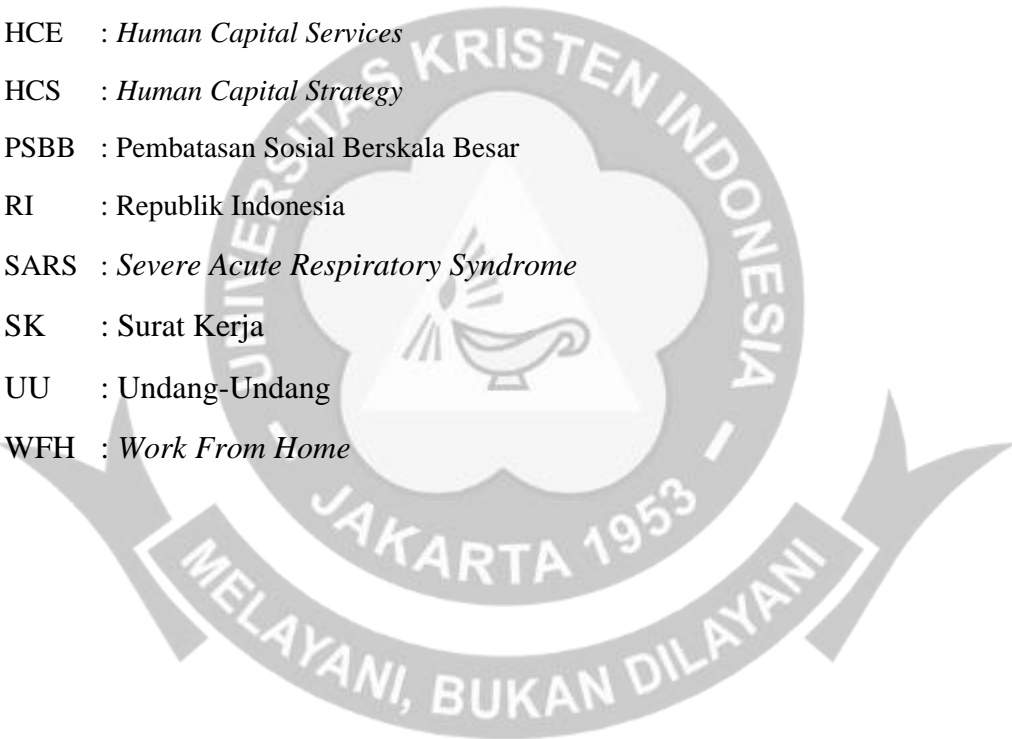 HCE : Human Capital Services
HCS : Human Capital Strategy
PSBB : Pembatasan Sosial Berskala Besar
RI : Republik Indonesia
SARS : Severe Acute Respiratory Syndrome
SK : Surat Kerja
UU : Undang-Undang
WFH : Work From Home
UNIVERSITAS KRISTEN INDONESIA
- JAKARTA 1953 -
MELAYANI, BUKAN DILAYANI